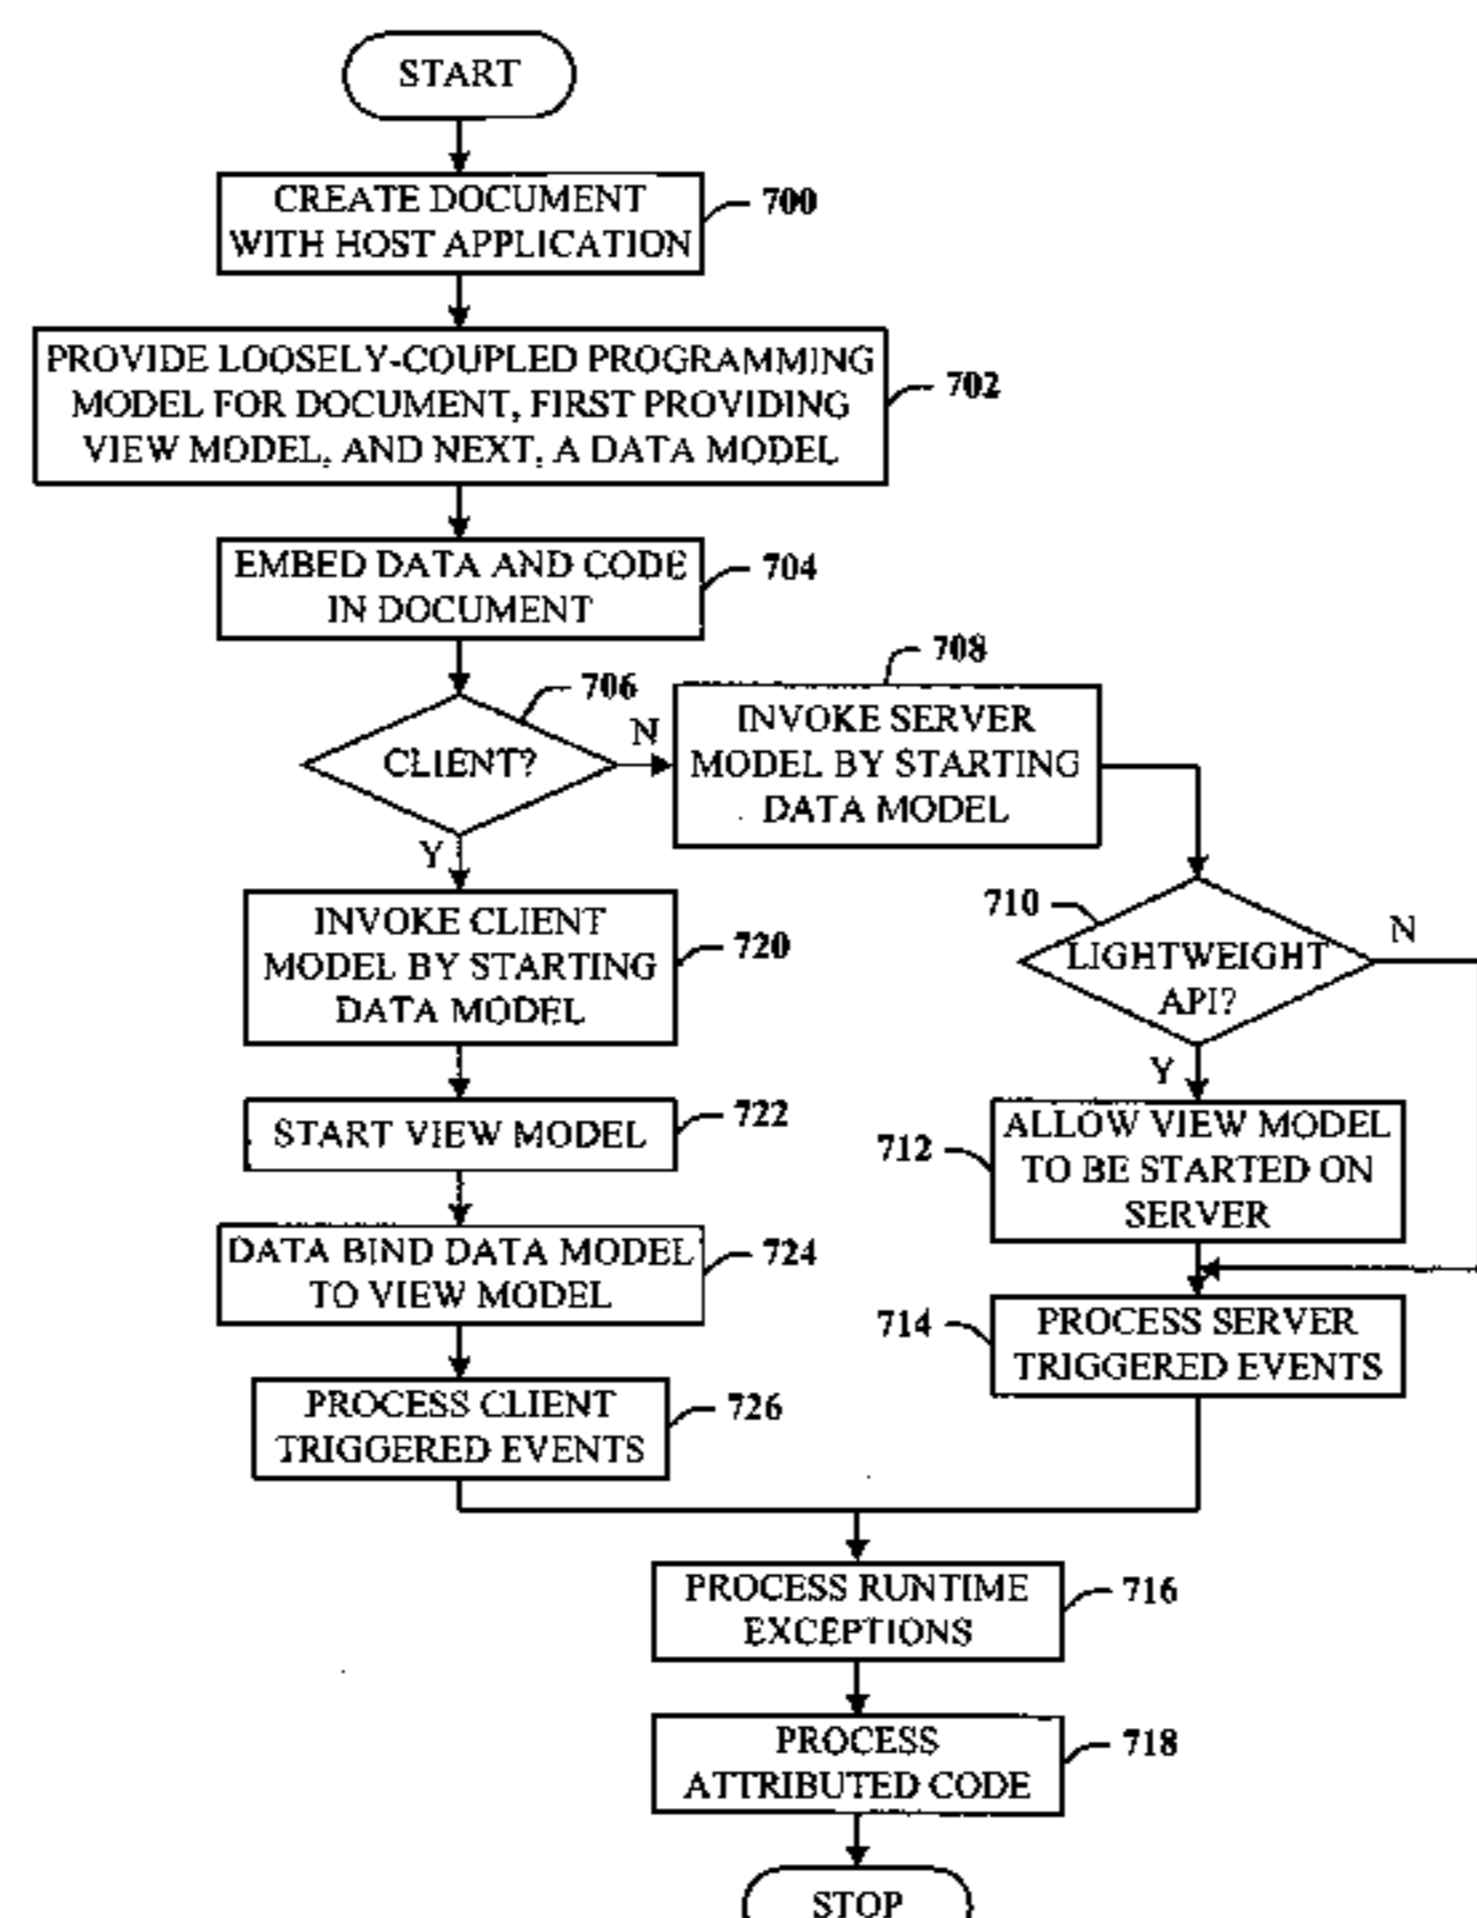 START
CREATE DOCUMENT
WITH HOST APPLICATION
700
PROVIDE LOOSELY-COUPLED PROGRAMMING
MODEL FOR DOCUMENT, FIRST PROVIDING
VIEW MODEL, AND NEXT, A DATA MODEL
702
EMBED DATA AND CODE
IN DOCUMENT
704
706
CLIENT?
N
Y
708
INVOKE SERVER
MODEL BY STARTING
DATA MODEL
710
LIGHTWEIGHT
API?
N
Y
INVOKE CLIENT
MODEL BY STARTING
DATA MODEL
720
START VIEW MODEL
722
712
ALLOW VIEW MODEL
TO BE STARTED ON
SERVER
DATA BIND DATA MODEL
TO VIEW MODEL
724
714
PROCESS SERVER
TRIGGERED EVENTS
PROCESS CLIENT
TRIGGERED EVENTS
726
PROCESS RUNTIME
EXCEPTIONS
716
PROCESS
ATTRIBUTED CODE
718
STOP